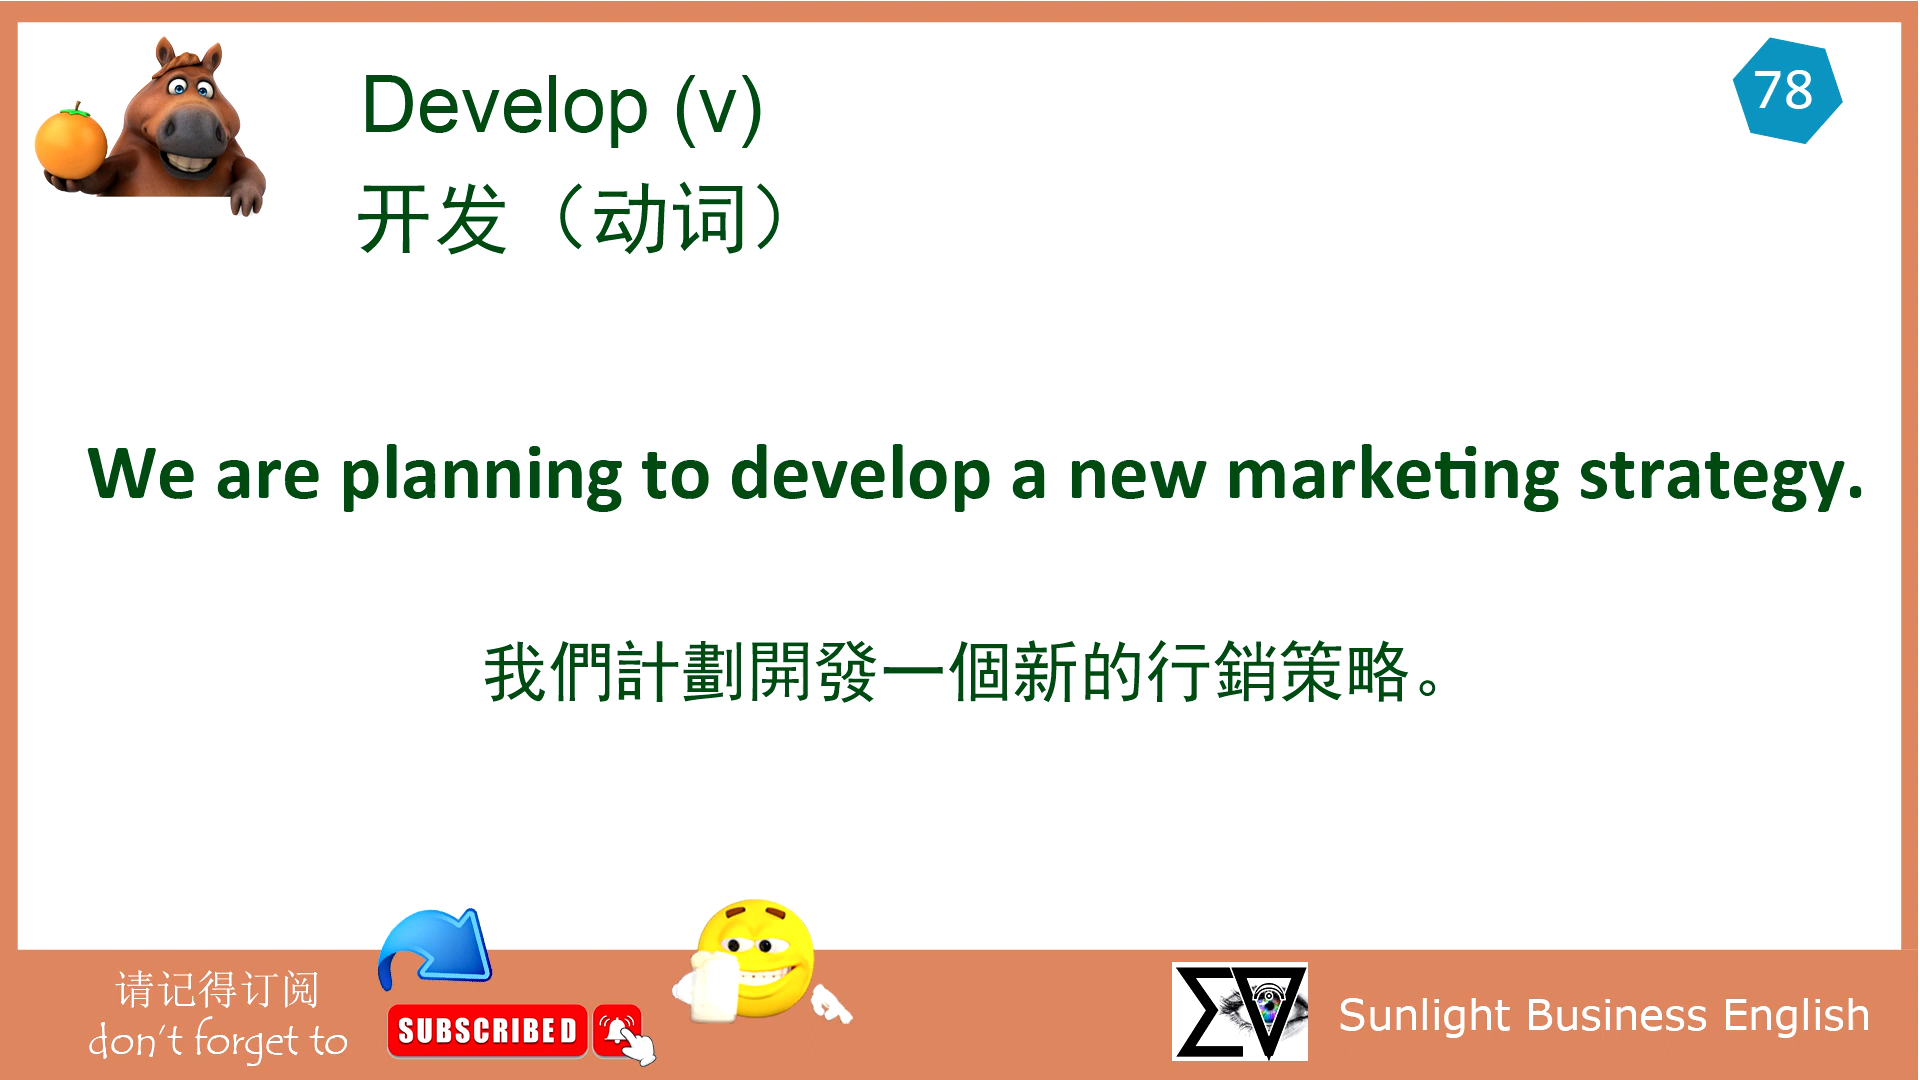 Develop (v)
78
开发（动词）
We are planning to develop a new marketing strategy.
我們計劃開發一個新的行銷策略。
请记得订阅
don't forget to
SUBSCRIBED
Sunlight Business English